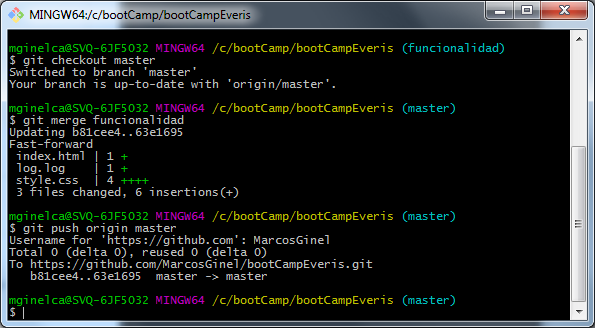 MINGW64:/c/bootCamp/bootCampEveris
mginelca@SVQ-6JF5032 MINGW64 /c/bootCamp/bootCampEveris (funcionalidad)
$ git checkout master
Switched to branch 'master'
Your branch is up-to-date with 'origin/master'.
mginelca@SVQ-6JF5032 MINGW64 /c/bootCamp/bootCampEveris (master)
$ git merge funcionalidad
Updating b81cee4..63e1695
Fast-forward
 index.html | 1 +
 log.log    | 1 +
 style.css  | 4 ++++
 3 files changed, 6 insertions(+)
mginelca@SVQ-6JF5032 MINGW64 /c/bootCamp/bootCampEveris (master)
$ git push origin master
Username for 'https://github.com': MarcosGinel
Total 0 (delta 0), reused 0 (delta 0)
To https://github.com/MarcosGinel/bootCampEveris.git
   b81cee4..63e1695  master -> master
mginelca@SVQ-6JF5032 MINGW64 /c/bootCamp/bootCampEveris (master)
$